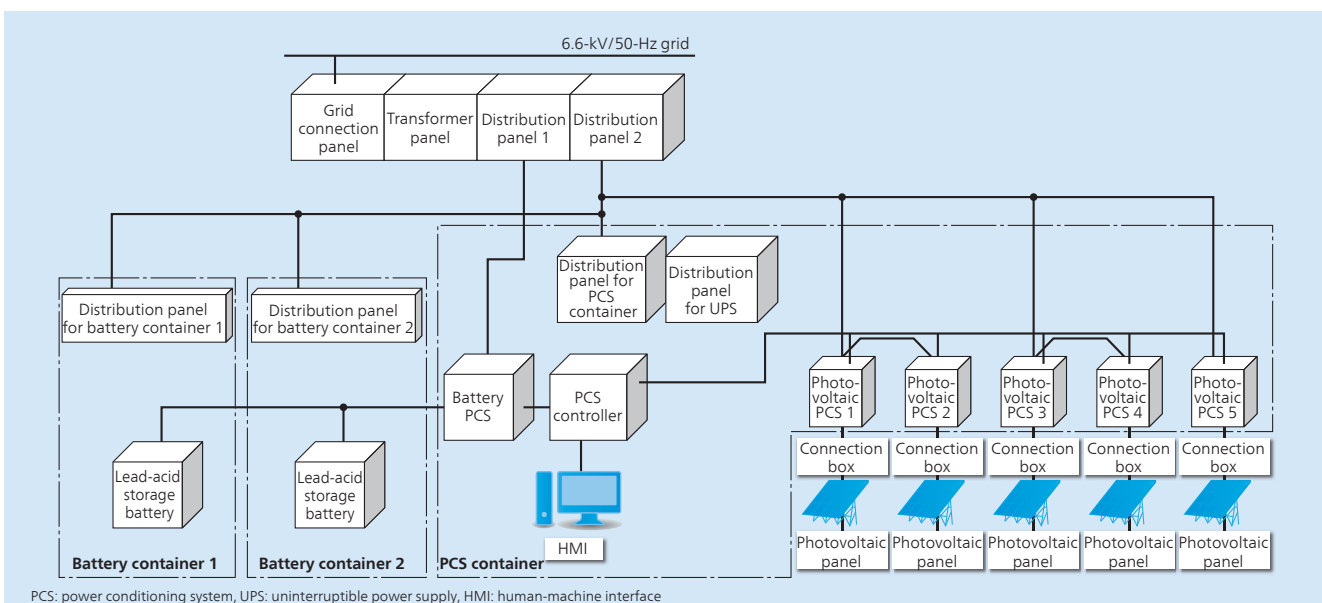 6.6-kV/50-Hz grid
Grid
connection
panel
Transformer
panel
Distribution
panel 1
Distribution
panel 2
Distribution
panel for
PCS
container
Distribution
panel
for UPS
Distribution panel
for battery container 1
Distribution panel
for battery container 2
Battery
PCS
PCS
controller
Photo-
voltaic
PCS 1
Photo-
voltaic
PCS 2
Photo-
voltaic
PCS 3
Photo-
voltaic
PCS 4
Photo-
voltaic
PCS 5
Connection
box
Connection
box
Connection
box
Connection
box
Connection
box
Lead-acid
storage
battery
Lead-acid
storage
battery
HMI
Photovoltaic
panel
Photovoltaic
panel
Photovoltaic
panel
Photovoltaic
panel
Photovoltaic
panel
Battery container 1
Battery container 2
PCS container
PCS: power conditioning system, UPS: uninterruptible power supply, HMI: human-machine interface